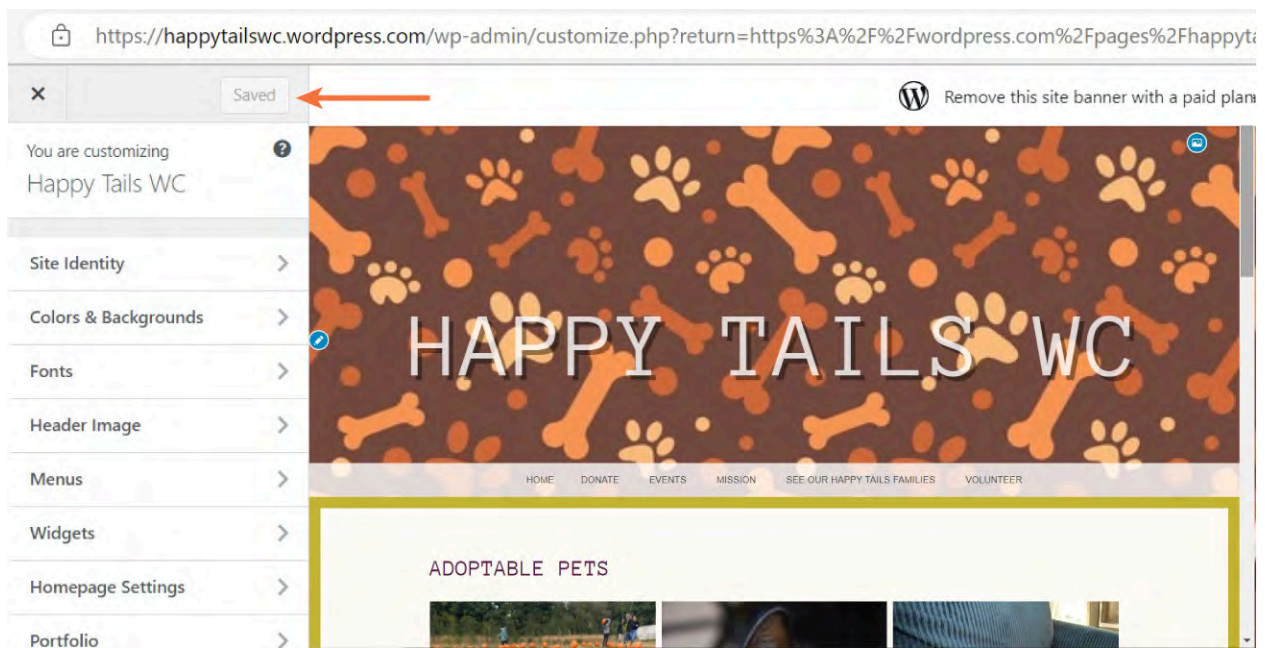 https://happytailswc.wordpress.com/wp-admin/customize.php?return=https%3A%2F%2Fwordpress.com%2Fpages%2Fhappyta
Saved
Remove this site banner with a paid plan
You are customizing
Happy Tails WC
Site Identity
Colors & Backgrounds
Fonts
Header Image
Menus
Widgets
Homepage Settings
Portfolio
HAPPY TAILS WC
HOME DONATE EVENTS MISSION SEE OUR HAPPY TAILS FAMILIES VOLUNTEER
ADOPTABLE PETS